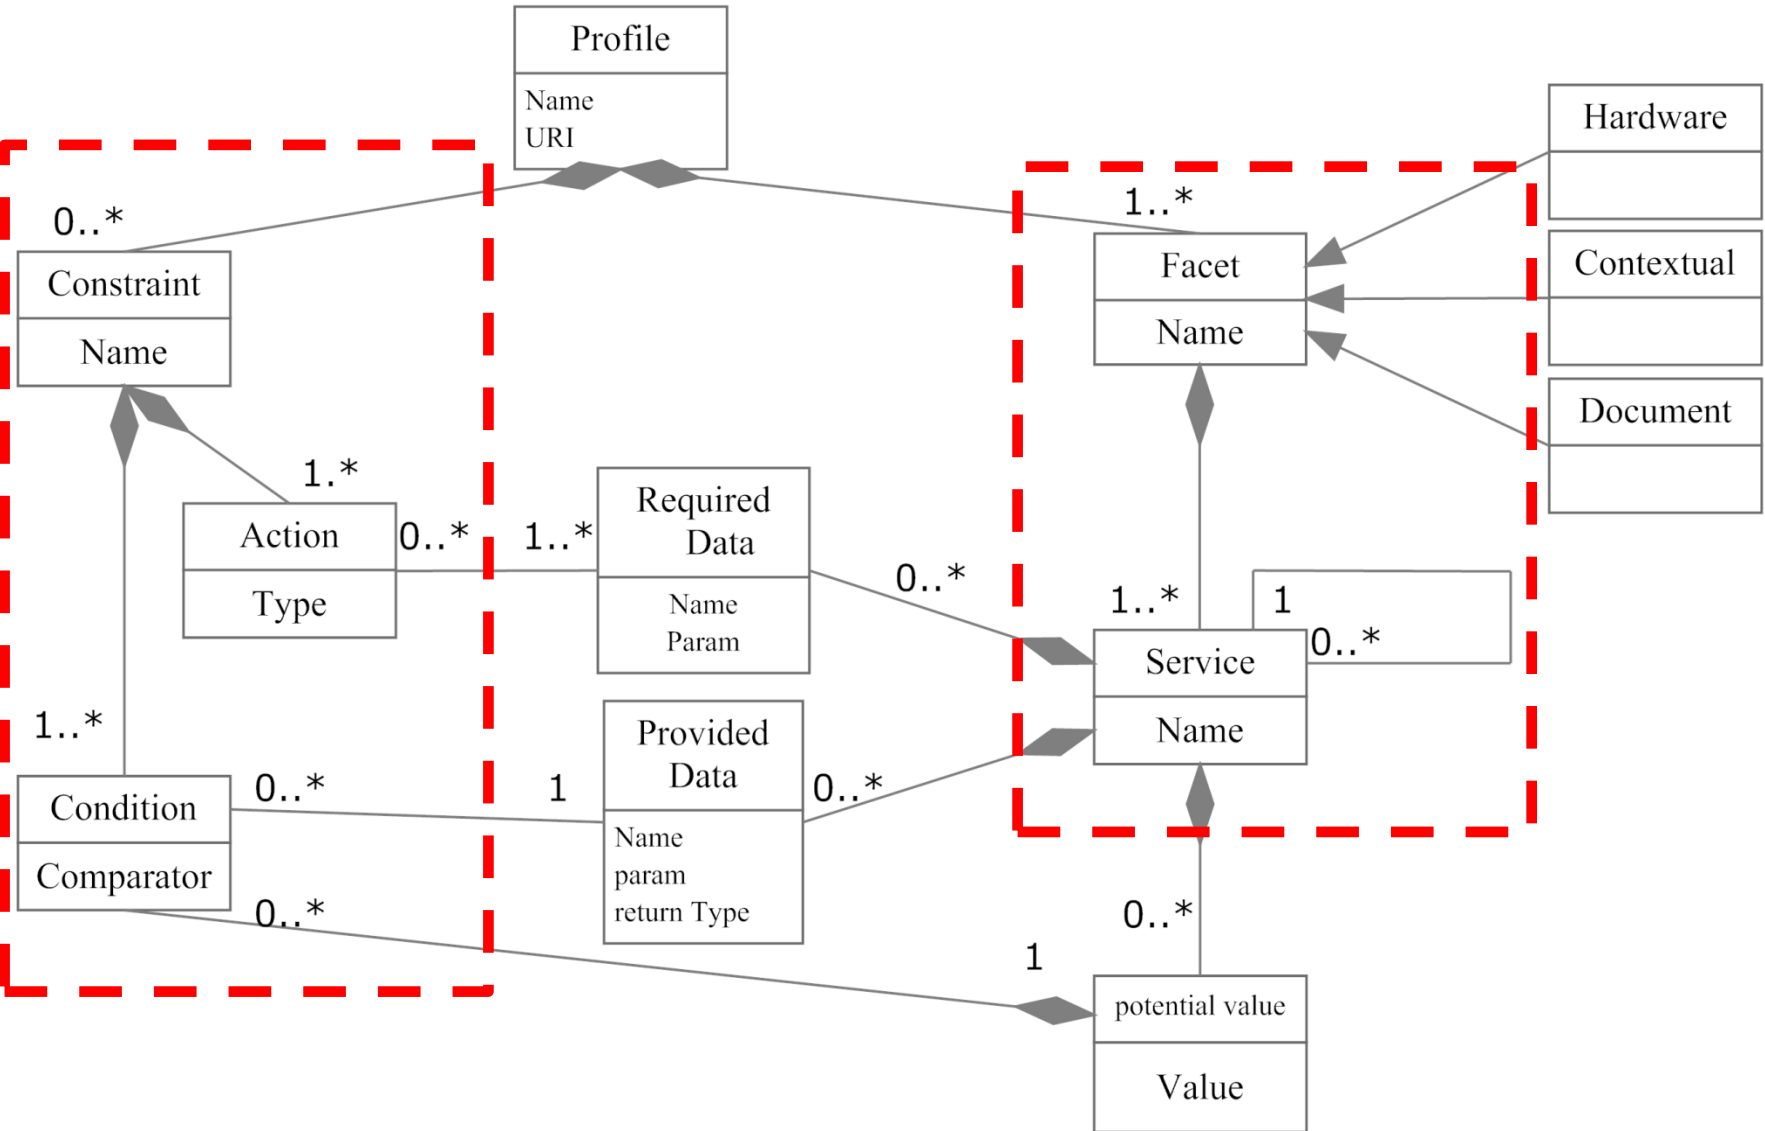 Profile
Name
URI
Hardware
0..*
1..*
Constraint
Name
Facet
Name
Contextual
Document
1.*
Action
Type
0..*
1..*
Required
Data
Name
Param
0..*
1..*
1
0..*
Service
Name
1..*
Condition
Comparator
0..*
1
Provided
Data
Name
param
return Type
0..*
0..*
0..*
1
potential value
Value